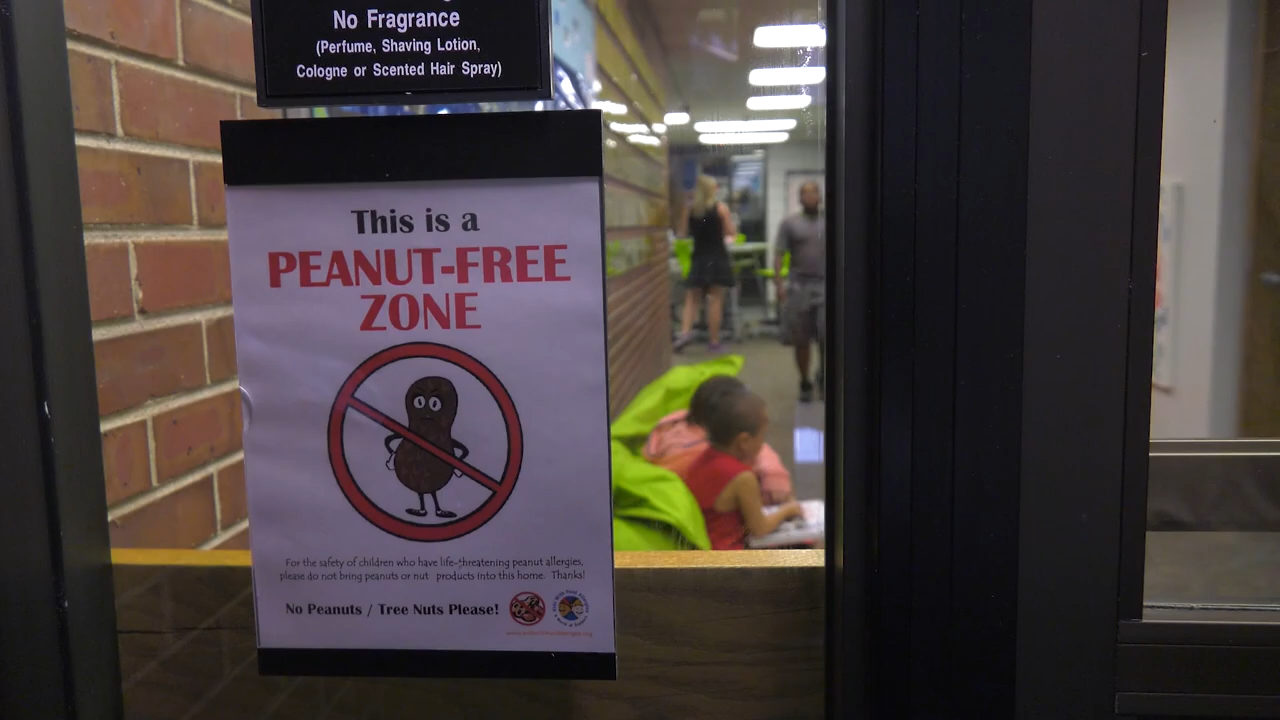 No Fragrance
(Perfume, Shaving Lotion,
Cologne or Scented Hair Spray)
This is a
PEANUT-FREE
ZONE
For the safety of children who have life-threatening peanut allergies,
please do not bring peanuts or nut products into this home. Thanks!
No Peanuts / Tree Nuts Please!